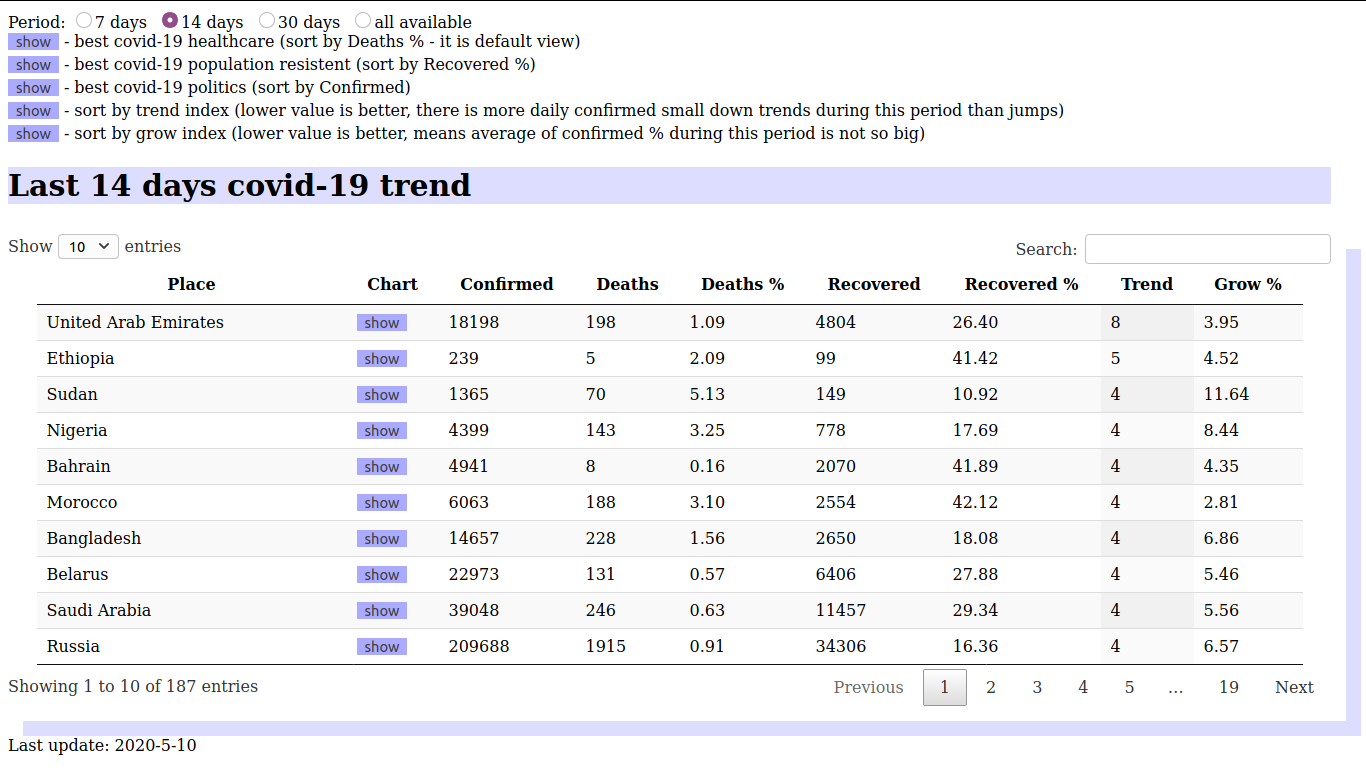 Period: 7 days 14 days 30 days all available
show - best covid-19 healthcare (sort by Deaths % - it is default view)
show - best covid-19 population resistent (sort by Recovered %)
show - best covid-19 politics (sort by Confirmed)
show - sort by trend index (lower value is better, there is more daily confirmed small down trends during this period than jumps)
show - sort by grow index (lower value is better, means average of confirmed % during this period is not so big)
Last 14 days covid-19 trend
Show 10 entries Search:
Place Chart Confirmed Deaths Deaths % Recovered Recovered % Trend Grow %
United Arab Emirates show 18198 198 1.09 4804 26.40 8 3.95
Ethiopia show 239 5 2.09 99 41.42 5 4.52
Sudan show 1365 70 5.13 149 10.92 4 11.64
Nigeria show 4399 143 3.25 778 17.69 4 8.44
Bahrain show 4941 8 0.16 2070 41.89 4 4.35
Morocco show 6063 188 3.10 2554 42.12 4 2.81
Bangladesh show 14657 228 1.56 2650 18.08 4 6.86
Belarus show 22973 131 0.57 6406 27.88 4 5.46
Saudi Arabia show 39048 246 0.63 11457 29.34 4 5.56
Russia show 209688 1915 0.91 34306 16.36 4 6.57
Showing 1 to 10 of 187 entries Previous 1 2 3 4 5 … 19 Next
Last update: 2020-5-10